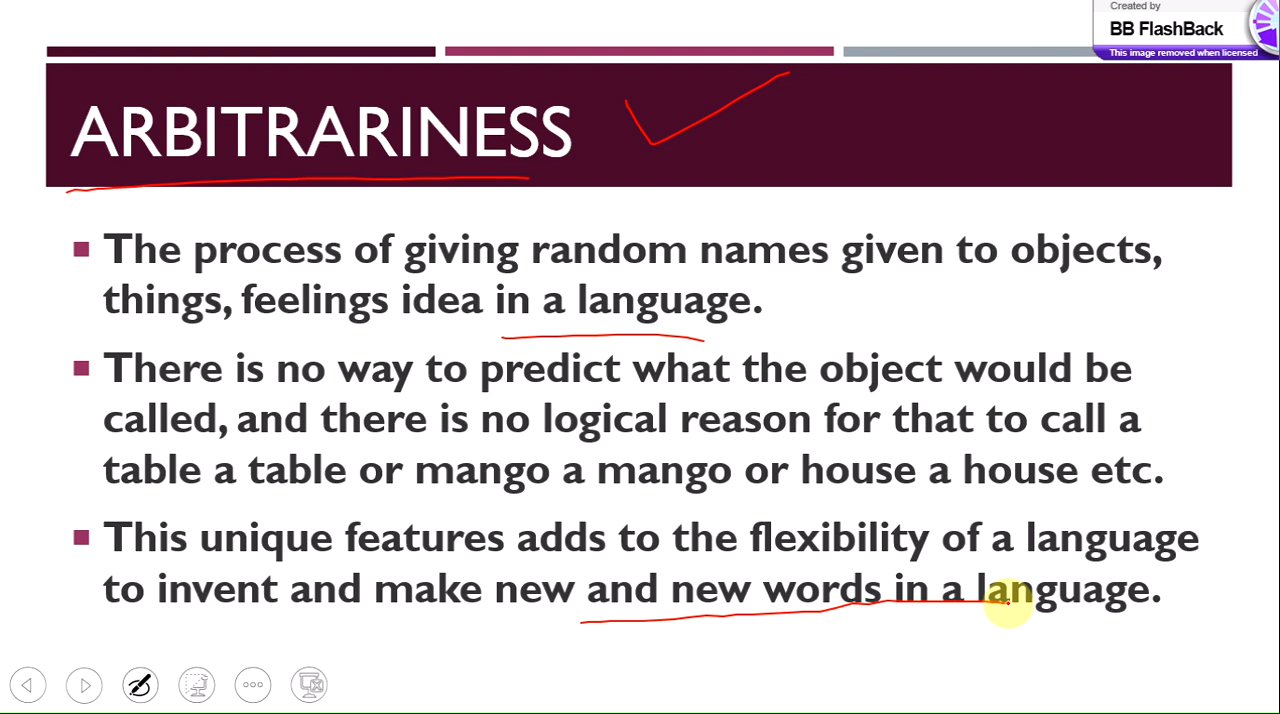 Created by
BB FlashBack
This image removed when licensed
ARBITRARINESS
The process of giving random names given to objects,
things, feelings idea in a language.
There is no way to predict what the object would be
called, and there is no logical reason for that to call a
table a table or mango a mango or house a house etc.
This unique features adds to the flexibility of a language
to invent and make new and new words in a language.